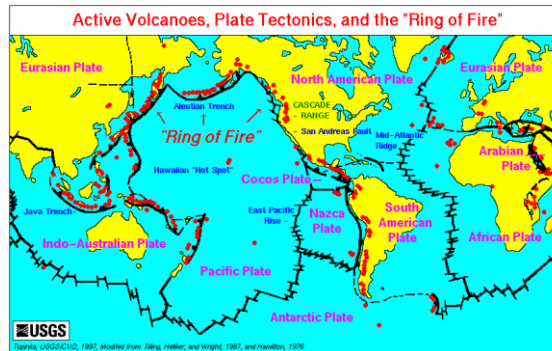 Active Volcanoes, Plate Tectonics, and the "Ring of Fire"
Eurasian Plate
North American Plate
Eurasian Plate
Aleutian Trench
CASCADE
RANGE
"Ring of Fire"
San Andreas Fault
Mid-Atlantic
Ridge
Arabian
Plate
Hawaiian "Hot Spot"
Cocos Plate
Java Trench
East Pacific
Rise
Nazca
Plate
South
American
Plate
Indo-Australian Plate
African Plate
Pacific Plate
Antarctic Plate
USGS
Topinka, USGS/CVO, 1997, Modified from: Tilling, Heliker, and Wright, 1987, and Hamilton, 1976